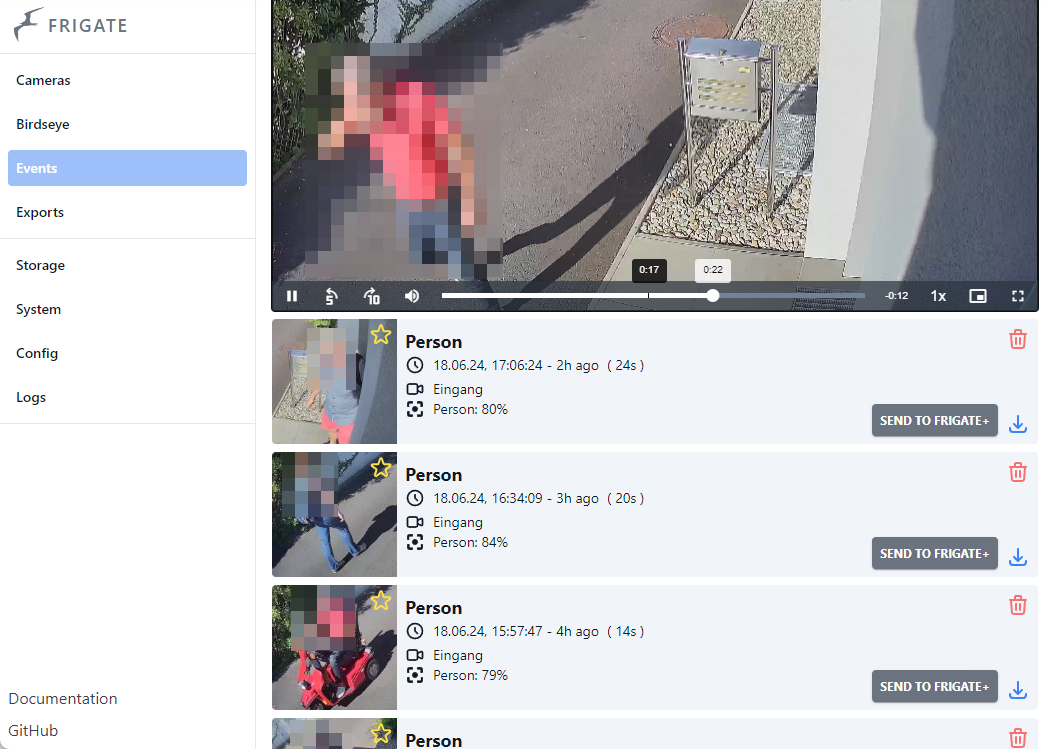 FRIGATE
Cameras
Birdseye
Events
Exports
Storage
System
Config
Logs
Documentation
GitHub
0:17
0:22
5
10
-0:12
1x
Person
18.06.24, 17:06:24 - 2h ago ( 24s )
Eingang
Person: 80%
SEND TO FRIGATE+
Person
18.06.24, 16:34:09 - 3h ago ( 20s )
Eingang
Person: 84%
SEND TO FRIGATE+
Person
18.06.24, 15:57:47 - 4h ago ( 14s )
Eingang
Person: 79%
SEND TO FRIGATE+
Person